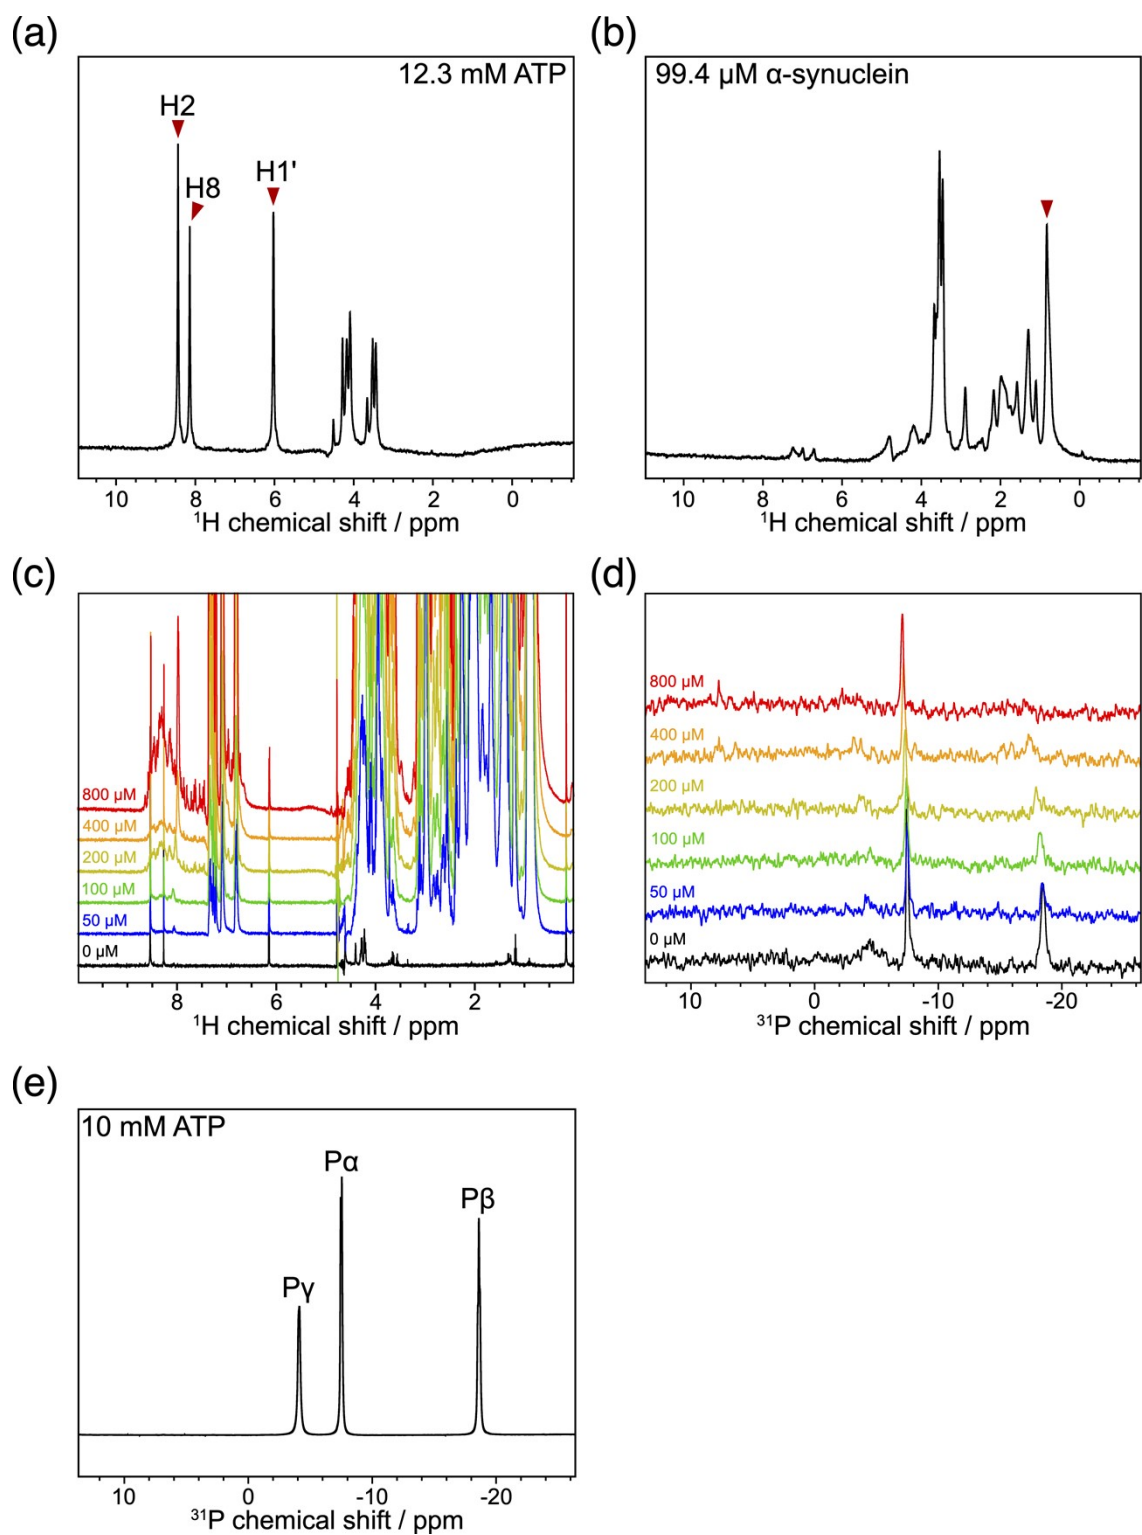 (a)
12.3 mM ATP
H2
H8
H1'
10 8 6 4 2 0
¹H chemical shift / ppm
(b)
99.4 µM α-synuclein
10 8 6 4 2 0
¹H chemical shift / ppm
(c)
800 µM
400 µM
200 µM
100 µM
50 µM
0 µM
8 6 4 2
¹H chemical shift / ppm
(d)
800 µM
400 µM
200 µM
100 µM
50 µM
0 µM
10 0 -10 -20
³¹P chemical shift / ppm
(e)
10 mM ATP
Pγ
Pα
Pβ
10 0 -10 -20
³¹P chemical shift / ppm